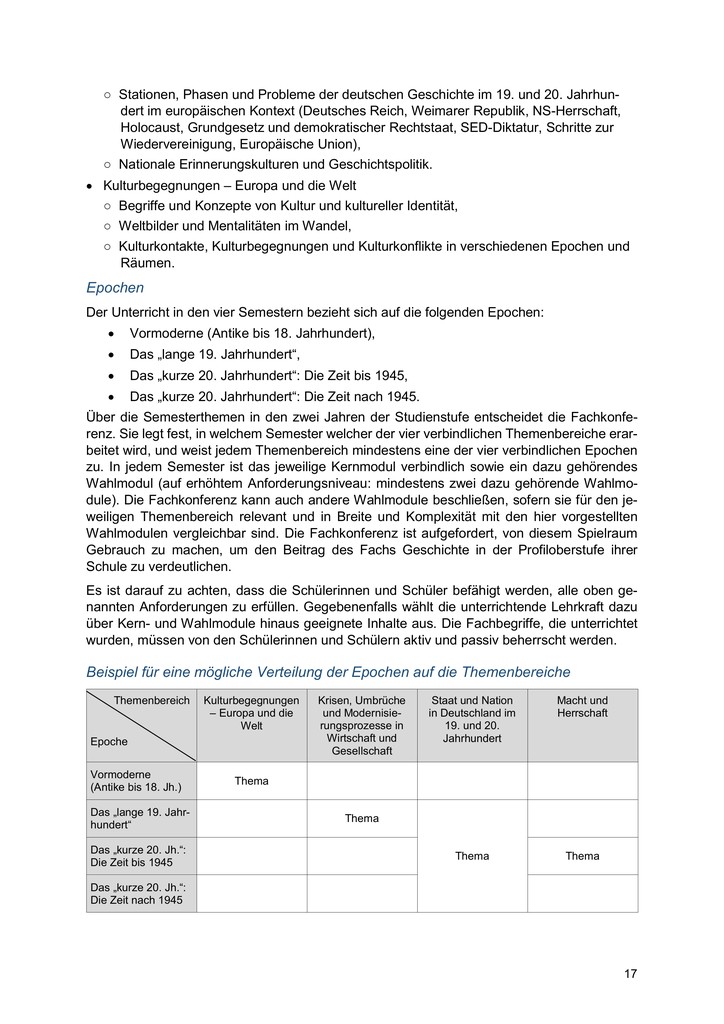 ○ Stationen, Phasen und Probleme der deutschen Geschichte im 19. und 20. Jahrhun-
dert im europäischen Kontext (Deutsches Reich, Weimarer Republik, NS-Herrschaft,
Holocaust, Grundgesetz und demokratischer Rechtstaat, SED-Diktatur, Schritte zur
Wiedervereinigung, Europäische Union),
○ Nationale Erinnerungskulturen und Geschichtspolitik.
• Kulturbegegnungen – Europa und die Welt
○ Begriffe und Konzepte von Kultur und kultureller Identität,
○ Weltbilder und Mentalitäten im Wandel,
○ Kulturkontakte, Kulturbegegnungen und Kulturkonflikte in verschiedenen Epochen und
Räumen.
Epochen
Der Unterricht in den vier Semestern bezieht sich auf die folgenden Epochen:
• Vormoderne (Antike bis 18. Jahrhundert),
• Das „lange 19. Jahrhundert“,
• Das „kurze 20. Jahrhundert“: Die Zeit bis 1945,
• Das „kurze 20. Jahrhundert“: Die Zeit nach 1945.
Über die Semesterthemen in den zwei Jahren der Studienstufe entscheidet die Fachkonfe-
renz. Sie legt fest, in welchem Semester welcher der vier verbindlichen Themenbereiche erar-
beitet wird, und weist jedem Themenbereich mindestens eine der vier verbindlichen Epochen
zu. In jedem Semester ist das jeweilige Kernmodul verbindlich sowie ein dazu gehörendes
Wahlmodul (auf erhöhtem Anforderungsniveau: mindestens zwei dazu gehörende Wahlmo-
dule). Die Fachkonferenz kann auch andere Wahlmodule beschließen, sofern sie für den je-
weiligen Themenbereich relevant und in Breite und Komplexität mit den hier vorgestellten
Wahlmodulen vergleichbar sind. Die Fachkonferenz ist aufgefordert, von diesem Spielraum
Gebrauch zu machen, um den Beitrag des Fachs Geschichte in der Profiloberstufe ihrer
Schule zu verdeutlichen.
Es ist darauf zu achten, dass die Schülerinnen und Schüler befähigt werden, alle oben ge-
nannten Anforderungen zu erfüllen. Gegebenenfalls wählt die unterrichtende Lehrkraft dazu
über Kern- und Wahlmodule hinaus geeignete Inhalte aus. Die Fachbegriffe, die unterrichtet
wurden, müssen von den Schülerinnen und Schülern aktiv und passiv beherrscht werden.
Beispiel für eine mögliche Verteilung der Epochen auf die Themenbereiche
Themenbereich
Epoche
Kulturbegegnungen
– Europa und die
Welt
Krisen, Umbrüche
und Modernisie-
rungsprozesse in
Wirtschaft und
Gesellschaft
Staat und Nation
in Deutschland im
19. und 20.
Jahrhundert
Macht und
Herrschaft
Vormoderne
(Antike bis 18. Jh.)
Thema
Das „lange 19. Jahr-
hundert“
Thema
Das „kurze 20. Jh.“:
Die Zeit bis 1945
Thema
Thema
Das „kurze 20. Jh.“:
Die Zeit nach 1945
17